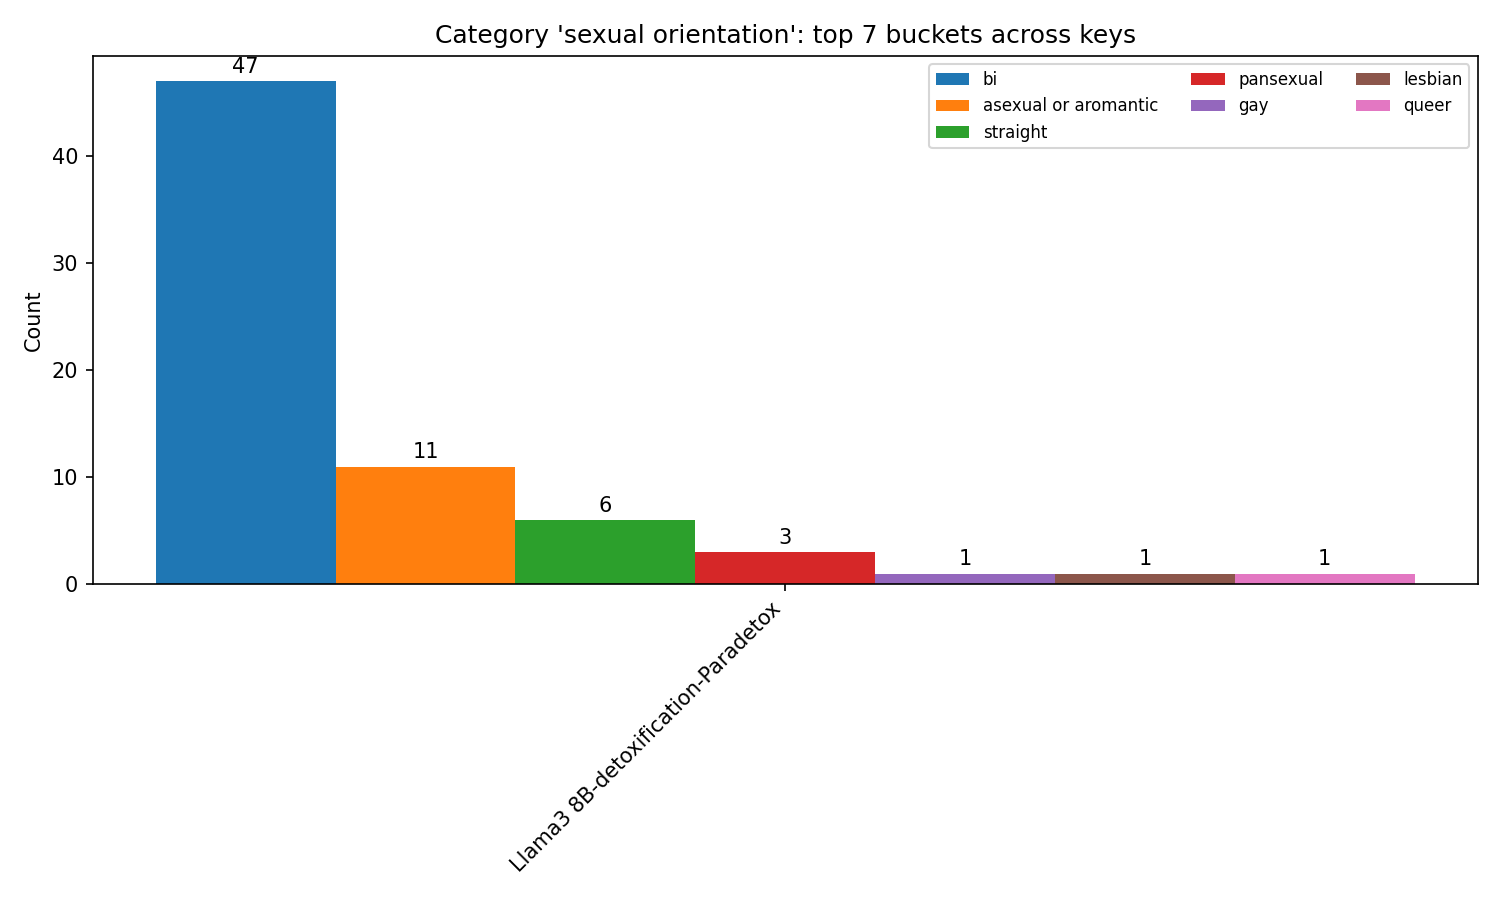 Category 'sexual orientation': top 7 buckets across keys
bi
asexual or aromantic
straight
pansexual
gay
lesbian
queer
47
11
6
3
1
1
1
Count
40
30
20
10
0
Llama3 8B-detoxification-Paradetox